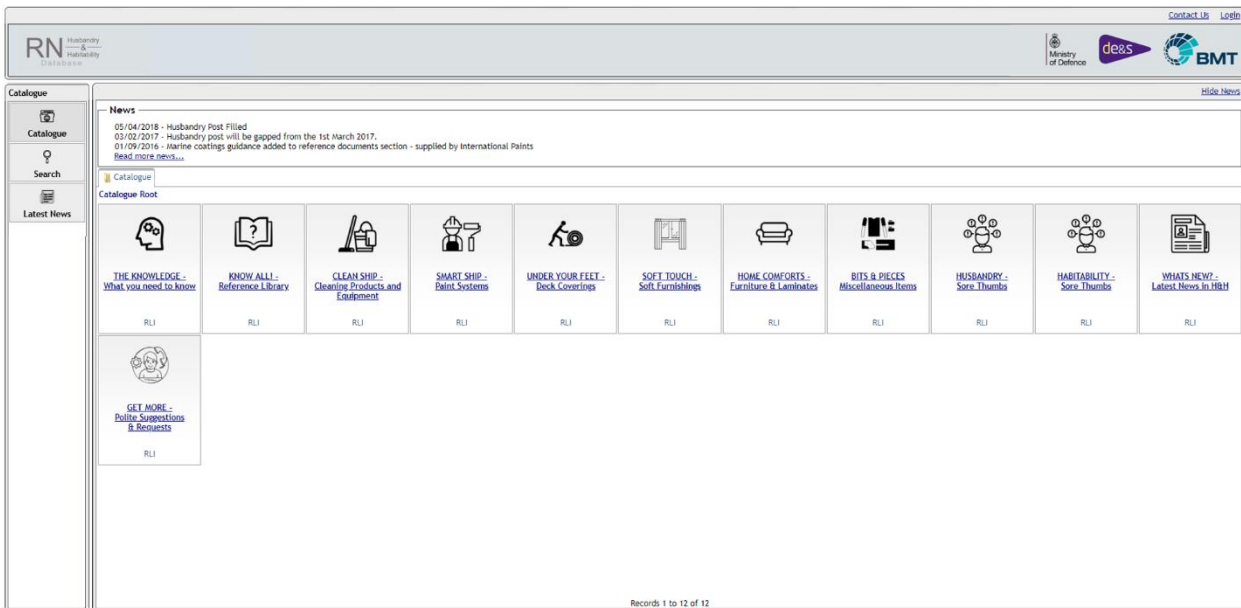 Contact Us Login
RN Husbandry
&
Habitability
Database
Ministry
of Defence
de&s
BMT
Catalogue
Hide News
Catalogue
Search
Latest News
News
05/04/2018 - Husbandry Post Filled
03/02/2017 - Husbandry post will be gapped from the 1st March 2017.
01/09/2016 - Marine coatings guidance added to reference documents section - supplied by International Paints
Read more news...
Catalogue
Catalogue Root
THE KNOWLEDGE -
What you need to know
RLI
KNOW ALL! -
Reference Library
RLI
CLEAN SHIP -
Cleaning Products and
Equipment
RLI
SMART SHIP -
Paint Systems
RLI
UNDER YOUR FEET -
Deck Coverings
RLI
SOFT TOUCH -
Soft Furnishings
RLI
HOME COMFORTS -
Furniture & Laminates
RLI
BITS & PIECES
Miscellaneous Items
RLI
HUSBANDRY -
Sore Thumbs
RLI
HABITABILITY -
Sore Thumbs
RLI
WHATS NEW? -
Latest News in H&H
RLI
GET MORE -
Polite Suggestions
& Requests
RLI
Records 1 to 12 of 12